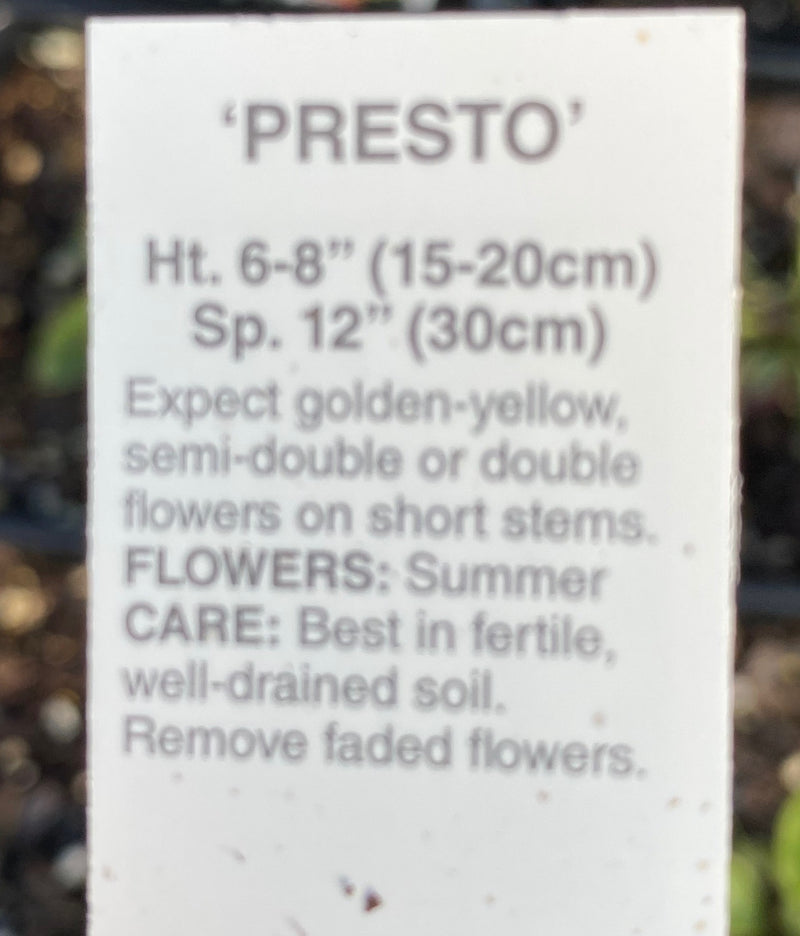 ‘PRESTO’
Ht. 6-8” (15-20cm)
Sp. 12” (30cm)
Expect golden-yellow,
semi-double or double
flowers on short stems.
FLOWERS: Summer
CARE: Best in fertile,
well-drained soil.
Remove faded flowers.